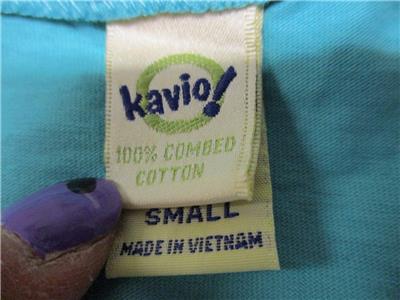 kavio!
100% COMBED
COTTON
SMALL
MADE IN VIETNAM